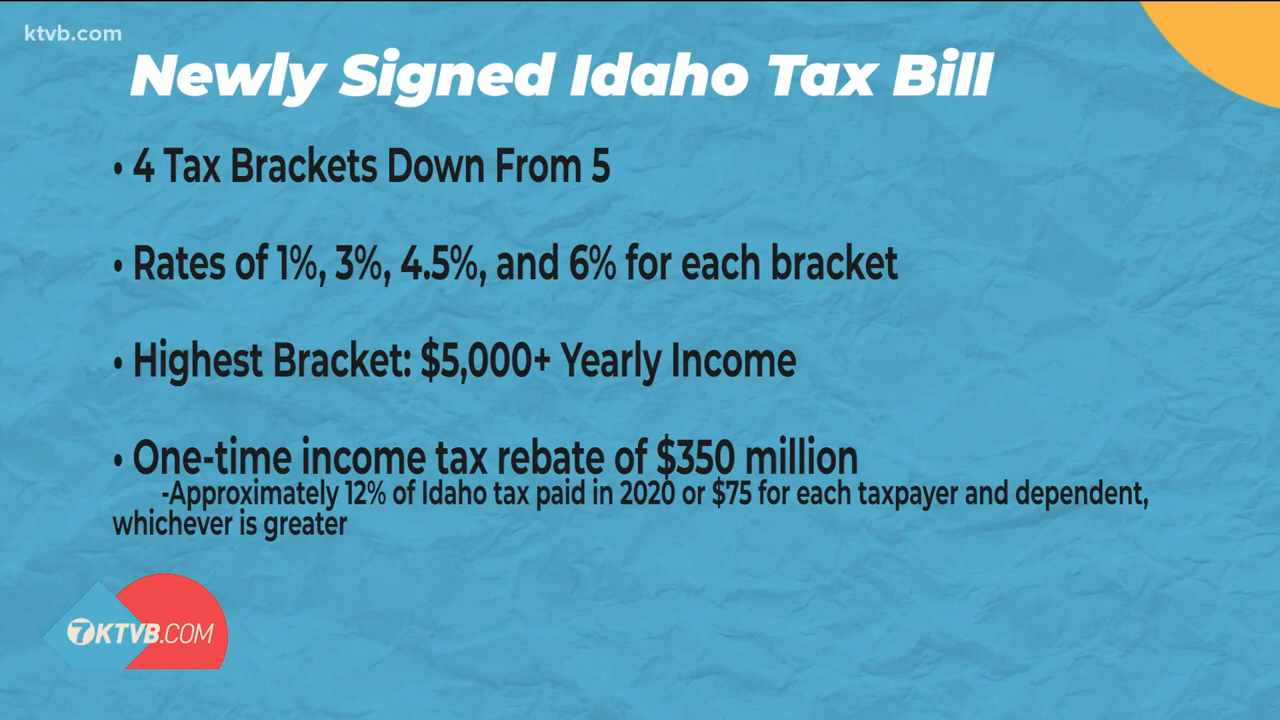 ktvb.com
Newly Signed Idaho Tax Bill
• 4 Tax Brackets Down From 5
• Rates of 1%, 3%, 4.5%, and 6% for each bracket
• Highest Bracket: $5,000+ Yearly Income
• One-time income tax rebate of $350 million
-Approximately 12% of Idaho tax paid in 2020 or $75 for each taxpayer and dependent,
whichever is greater
7 KTVB.COM